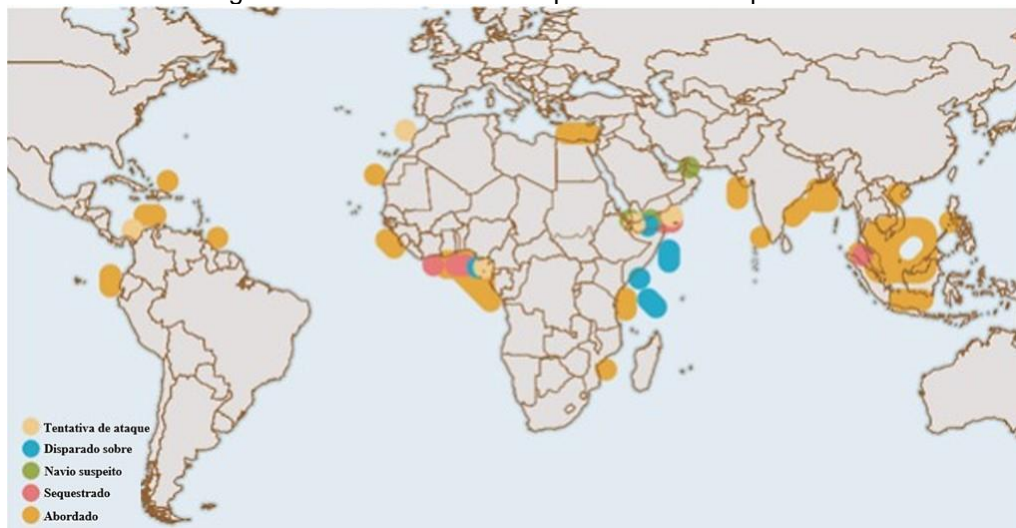 Tentativa de ataque
Disparado sobre
Navio suspeito
Sequestrado
Abordado